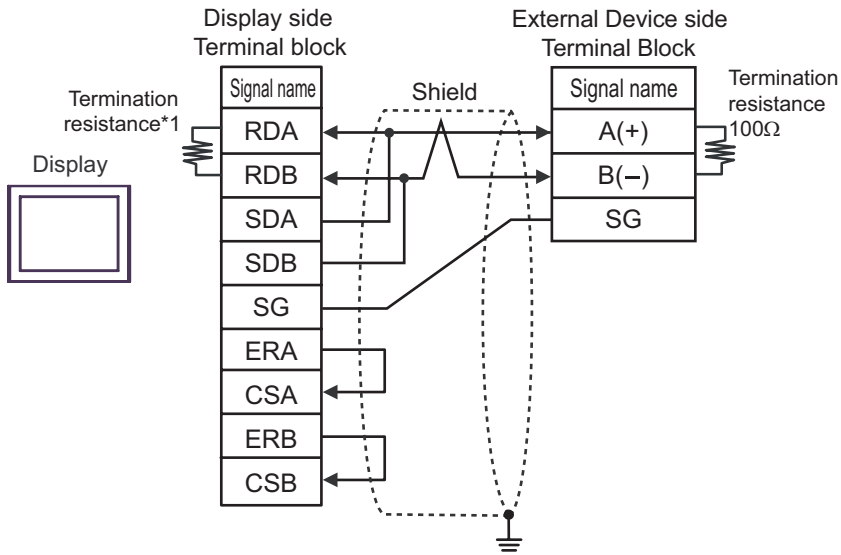 Display side
Terminal block
External Device side
Terminal Block
Signal name
Shield
Signal name
Termination
resistance
100Ω
Termination
resistance*1
RDA
A(+)
Display
RDB
B(−)
SDA
SG
SDB
SG
ERA
CSA
ERB
CSB